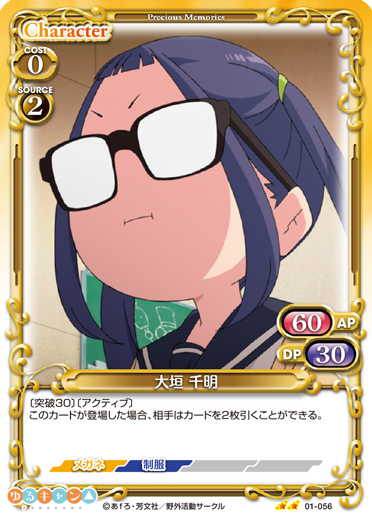 Precious Memories
Character
COST
0
SOURCE
2
60 AP
DP 30
大垣 千明
〔突破30〕〔アクティブ〕
このカードが登場した場合、相手はカードを2枚引くことができる。
メガネ 制服
ゆるキャン△
©あfろ・芳文社／野外活動サークル
01-056